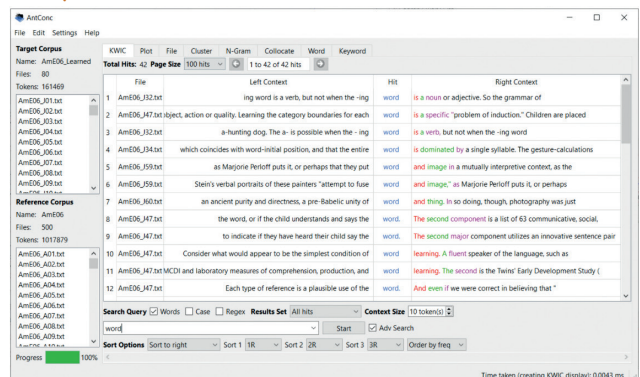 AntConc
File Edit Settings Help
Target Corpus
Name: AmE06_Learned
Files: 80
Tokens: 161469
AmE06_J01.txt
AmE06_J02.txt
AmE06_J03.txt
AmE06_J04.txt
AmE06_J05.txt
AmE06_J06.txt
AmE06_J07.txt
AmE06_J08.txt
AmE06_J09.txt
Reference Corpus
Name: AmE06
Files: 500
Tokens: 1017879
AmE06_A01.txt
AmE06_A02.txt
AmE06_A03.txt
AmE06_A04.txt
AmE06_A05.txt
AmE06_A06.txt
AmE06_A07.txt
AmE06_A08.txt
AmE06_A09.txt
Progress 100%
KWIC Plot File Cluster N-Gram Collocate Word Keyword
Total Hits: 42 Page Size 100 hits 1 to 42 of 42 hits
File Left Context Hit Right Context
1 AmE06_J32.txt ing word is a verb, but not when the -ing word is a noun or adjective. So the grammar of
2 AmE06_J47.txt object, action or quality. Learning the category boundaries for each word is a specific "problem of induction." Children are placed
3 AmE06_J32.txt a-hunting dog. The a- is possible when the - ing word is a verb, but not when the -ing word
4 AmE06_J34.txt which coincides with word-initial position, and that the entire word is dominated by a single syllable. The gesture-calculations
5 AmE06_J59.txt as Marjorie Perloff puts it, or perhaps that they put word and image in a mutually interpretive context, as the
6 AmE06_J59.txt Stein's verbal portraits of these painters "attempt to fuse word and image," as Marjorie Perloff puts it, or perhaps
7 AmE06_J60.txt an ancient purity and directness, a pre-Babelic unity of word and thing. In so doing, though, photography was just
8 AmE06_J47.txt the word, or if the child understands and says the word. The second component is a list of 63 communicative, social,
9 AmE06_J47.txt to indicate if they have heard their child say the word. The second major component utilizes an innovative sentence pair
10 AmE06_J47.txt Consider what would appear to be the simplest condition of word learning. A fluent speaker of the language, such as
11 AmE06_J47.txt MCDI and laboratory measures of comprehension, production, and word learning. The second is the Twins' Early Development Study (
12 AmE06_J47.txt Each type of reference is a plausible use of the word. And even if we were correct in believing that "
Search Query Words Case Regex Results Set All hits Context Size 10 token(s)
word Start Adv Search
Sort Options Sort to right Sort 1 1R Sort 2 2R Sort 3 3R Order by freq
Time taken (creating KWIC display): 0.0043 ms